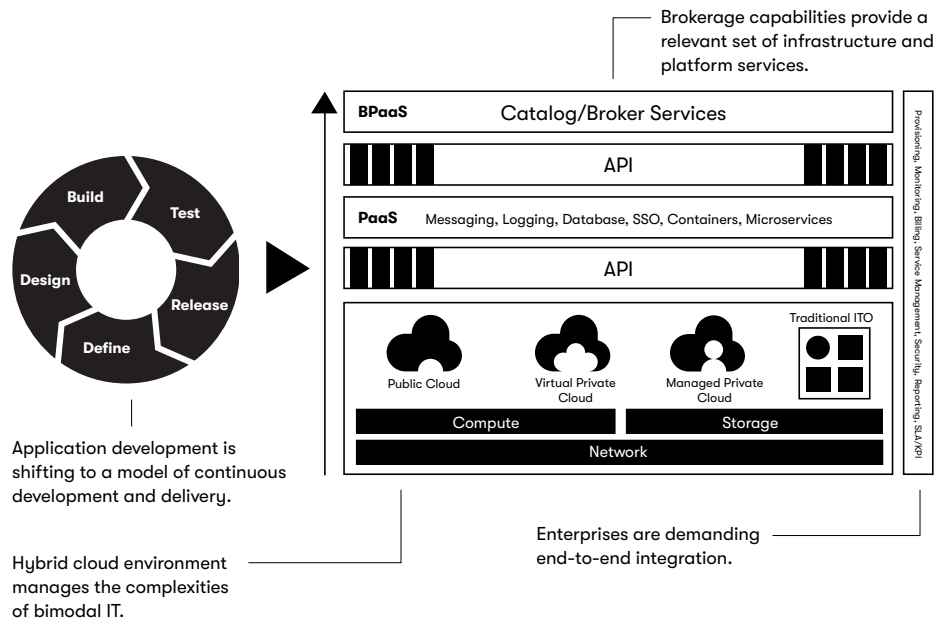 Brokerage capabilities provide a
relevant set of infrastructure and
platform services.
BPaaS Catalog/Broker Services
API
PaaS Messaging, Logging, Database, SSO, Containers, Microservices
API
Public Cloud
Virtual Private
Cloud
Managed Private
Cloud
Traditional ITO
Compute
Storage
Network
Provisioning, Monitoring, Billing, Service Management, Security, Reporting, SLA/KPI
Build
Test
Design
Release
Define
Application development is
shifting to a model of continuous
development and delivery.
Hybrid cloud environment
manages the complexities
of bimodal IT.
Enterprises are demanding
end-to-end integration.